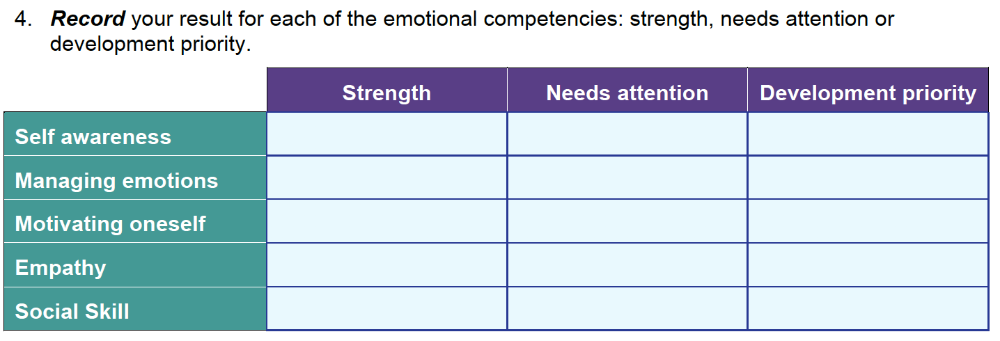 4. Record your result for each of the emotional competencies: strength, needs attention or
development priority.
Strength Needs attention Development priority
Self awareness
Managing emotions
Motivating oneself
Empathy
Social Skill